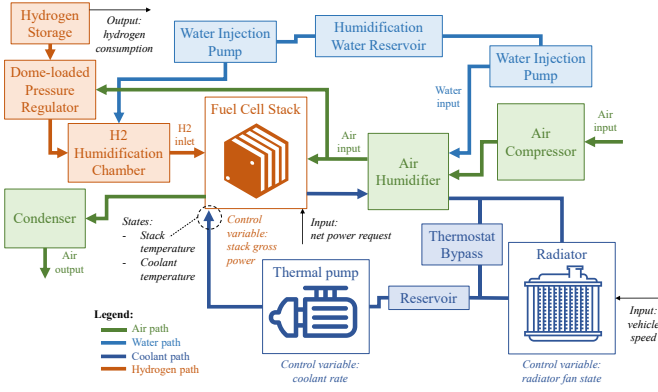 Hydrogen
Storage
Output:
hydrogen
consumption
Water Injection
Pump
Humidification
Water Reservoir
Water Injection
Pump
Dome-loaded
Pressure
Regulator
Water
input
H2
Humidification
Chamber
H2
inlet
Fuel Cell Stack
Air
input
Air
Humidifier
Air
Compressor
Air
input
Condenser
Air
output
States:
- Stack
temperature
- Coolant
temperature
Control
variable:
stack gross
power
Input:
net power request
Thermostat
Bypass
Radiator
Thermal pump
Reservoir
Input:
vehicle
speed
Legend:
Air path
Water path
Coolant path
Hydrogen path
Control variable:
coolant rate
Control variable:
radiator fan state